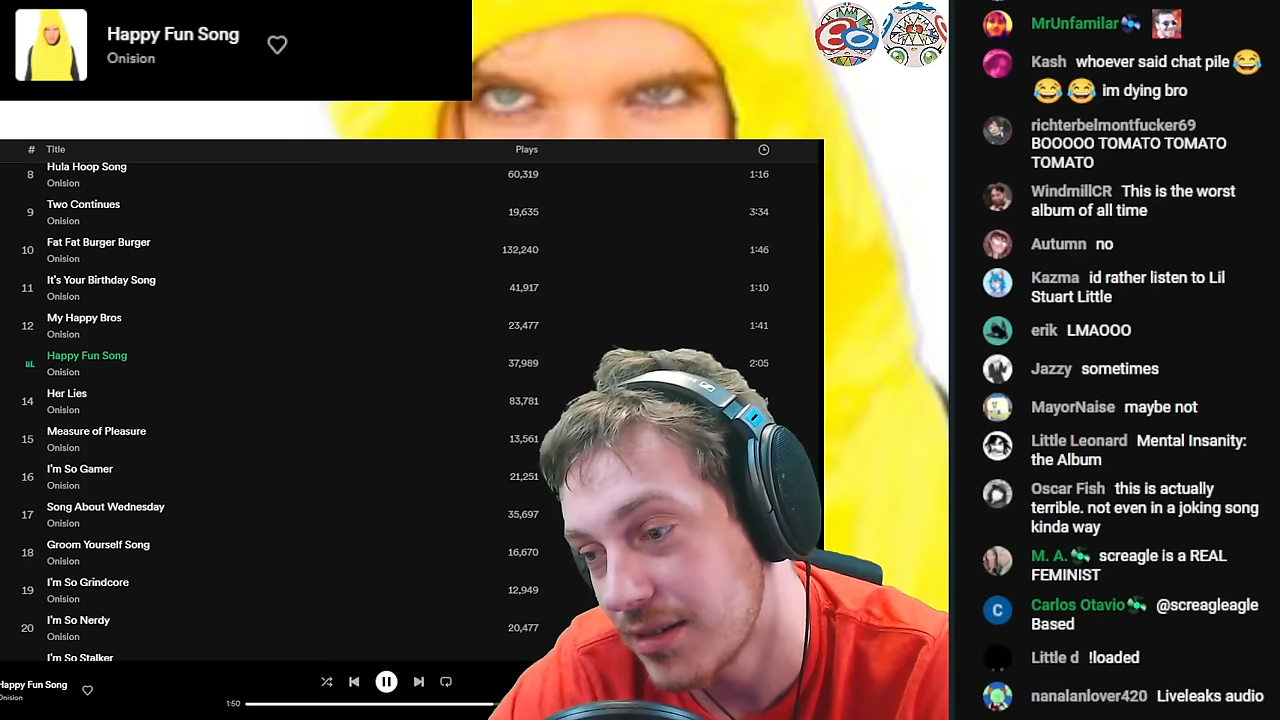 Happy Fun Song
Onision
# Title Plays
Hula Hoop Song
8 60,319 1:16
Onision
Two Continues
9 19,635 3:34
Onision
Fat Fat Burger Burger
10 132,240 1:46
Onision
It's Your Birthday Song
11 41,917 1:10
Onision
My Happy Bros
12 23,477 1:41
Onision
Happy Fun Song
37,989 2:05
Onision
Her Lies
14 83,781
Onision
Measure of Pleasure
15 13,561
Onision
I'm So Gamer
16 21,251
Onision
Song About Wednesday
17 35,697
Onision
Groom Yourself Song
18 16,670
Onision
I'm So Grindcore
19 12,949
Onision
I'm So Nerdy
20 20,477
Onision
I'm So Stalker
Happy Fun Song
Onision
1:50
MrUnfamilar
Kash whoever said chat pile 😂
😂 😂 im dying bro
richterbelmontfucker69
BOOOOO TOMATO TOMATO
TOMATO
WindmillCR This is the worst
album of all time
Autumn no
Kazma id rather listen to Lil
Stuart Little
erik LMAOOO
Jazzy sometimes
MayorNaise maybe not
Little Leonard Mental Insanity:
the Album
Oscar Fish this is actually
terrible. not even in a joking song
kinda way
M. A. screagle is a REAL
FEMINIST
C Carlos Otavio @screagleagle
Based
Little d !loaded
nanalanlover420 Liveleaks audio